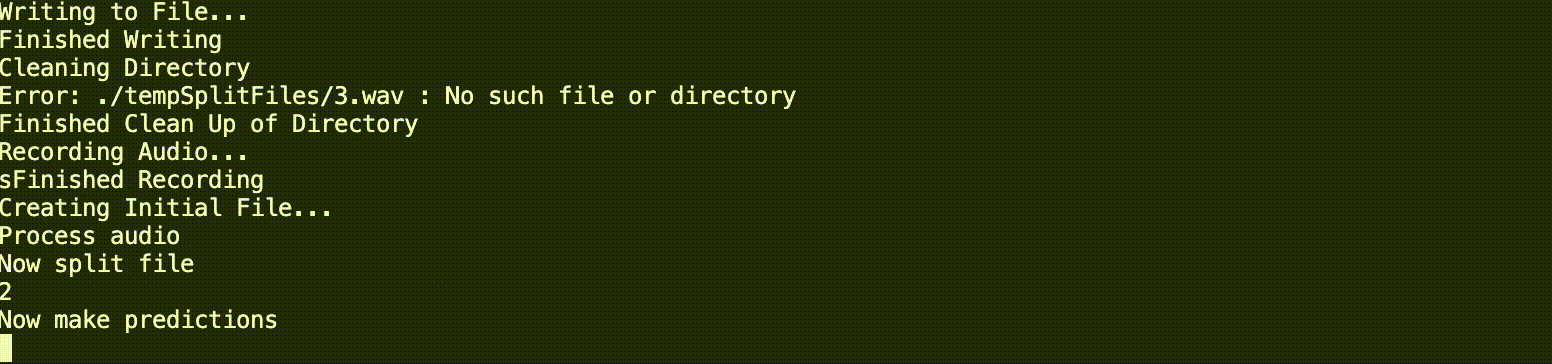 Writing to File...
Finished Writing
Cleaning Directory
Error: ./tempSplitFiles/3.wav : No such file or directory
Finished Clean Up of Directory
Recording Audio...
sFinished Recording
Creating Initial File...
Process audio
Now split file
2
Now make predictions